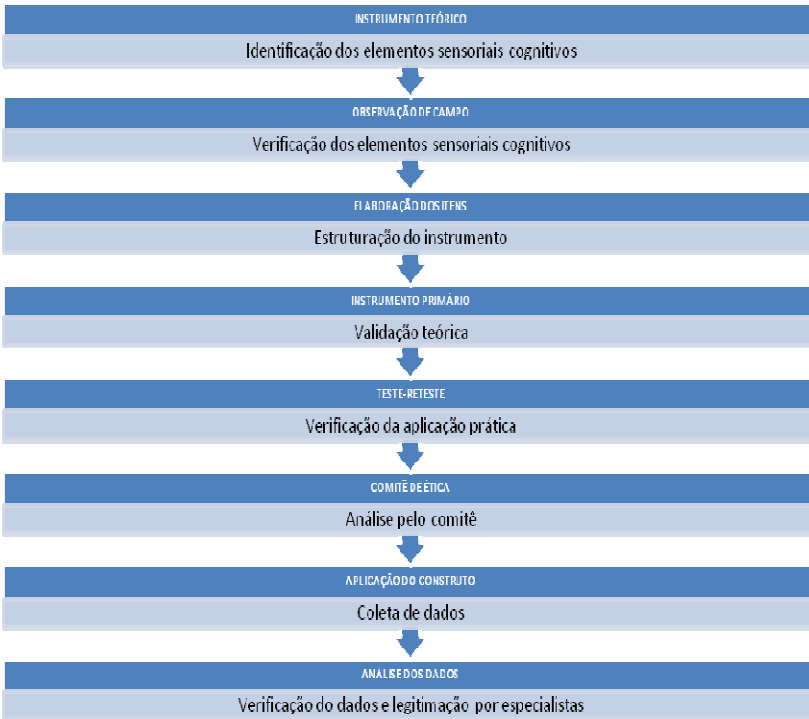 INSTRUMENTO TEÓRICO
Identificação dos elementos sensoriais cognitivos
OBSERVAÇÃO DE CAMPO
Verificação dos elementos sensoriais cognitivos
ELABORAÇÃO DOS ITENS
Estruturação do instrumento
INSTRUMENTO PRIMÁRIO
Validação teórica
TESTE-RETESTE
Verificação da aplicação prática
COMITÊ DE ÉTICA
Análise pelo comitê
APLICAÇÃO DO CONSTRUTO
Coleta de dados
ANÁLISE DOS DADOS
Verificação do dados e legitimação por especialistas